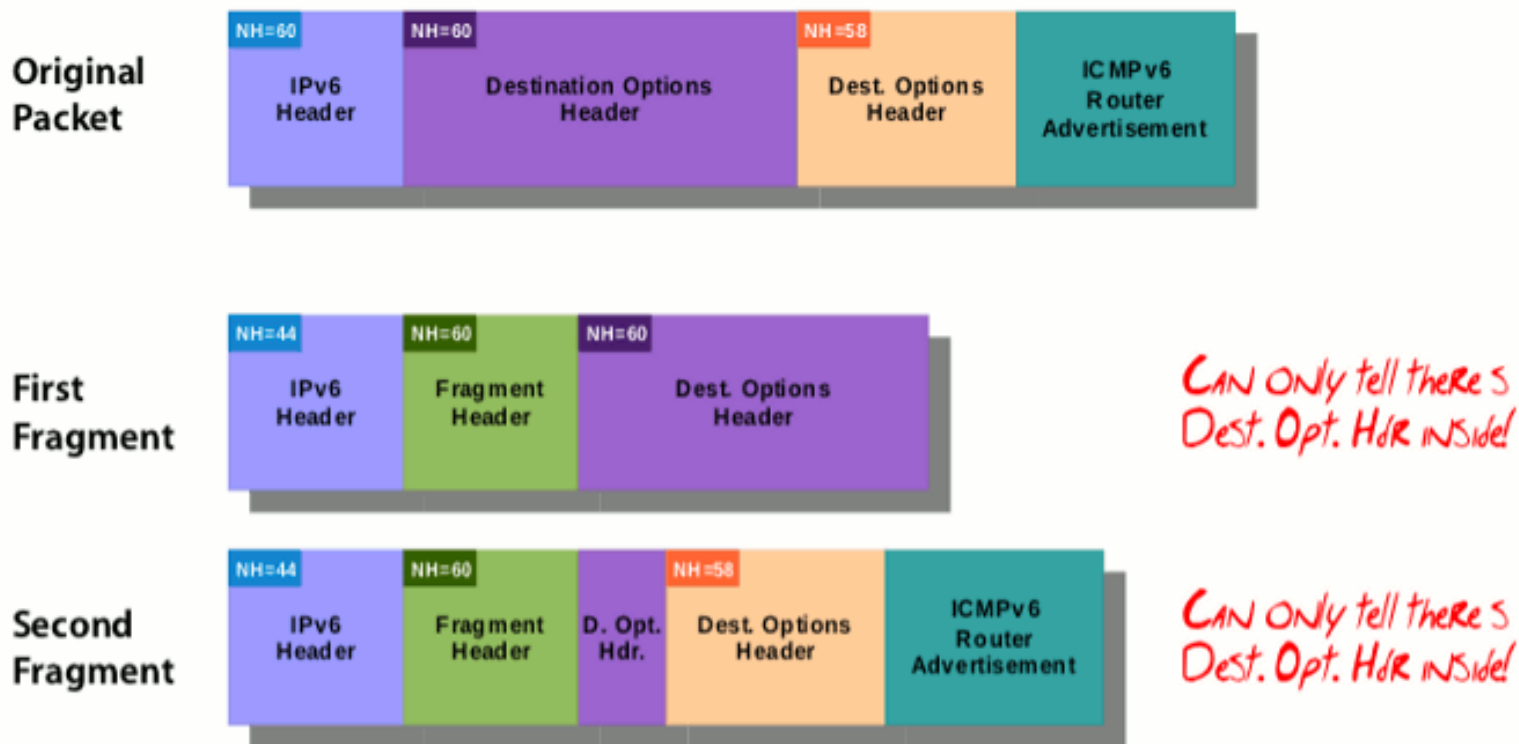 Original
Packet
NH=60
IPv6
Header
NH=60
Destination Options
Header
NH=58
Dest. Options
Header
ICMPv6
Router
Advertisement
First
Fragment
NH=44
IPv6
Header
NH=60
Fragment
Header
NH=60
Dest. Options
Header
CAN ONly tell theRe s
Dest. Opt. HdR iNSide!
Second
Fragment
NH=44
IPv6
Header
NH=60
Fragment
Header
D. Opt.
Hdr.
NH=58
Dest. Options
Header
ICMPv6
Router
Advertisement
CAN ONly tell theRe s
Dest. Opt. HdR iNSide!